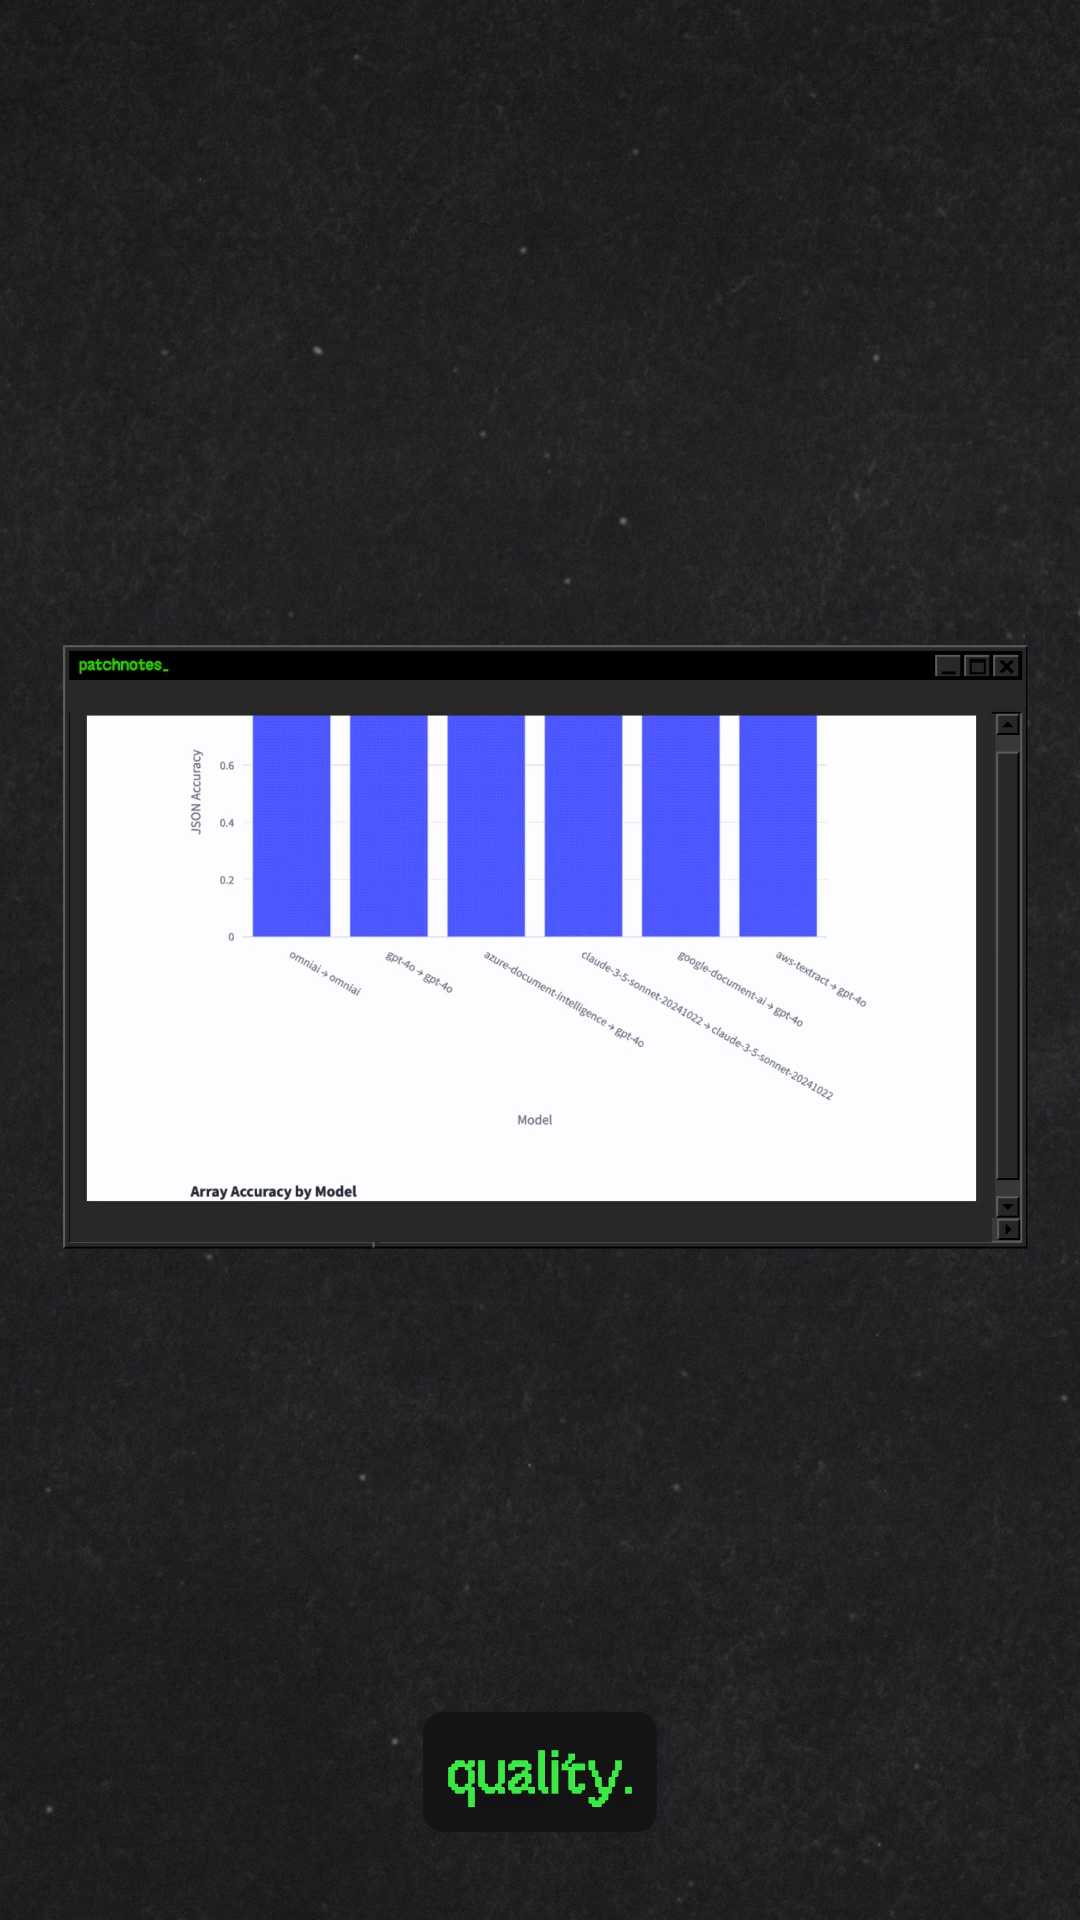 patchnotes_
JSON Accuracy
0.6
0.4
0.2
0
omniai → omniai
gpt-4o → gpt-4o
azure-document-intelligence → gpt-4o
claude-3-5-sonnet-20241022 → claude-3-5-sonnet-20241022
google-document-ai → gpt-4o
aws-textract → gpt-4o
Model
Array Accuracy by Model
quality.